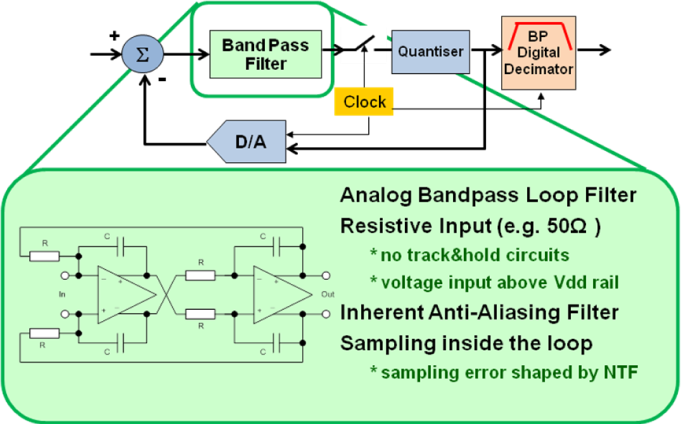 +
Σ
-
Band Pass
Filter
Quantiser
BP
Digital
Decimator
Clock
D/A
Analog Bandpass Loop Filter
Resistive Input (e.g. 50Ω )
* no track&hold circuits
* voltage input above Vdd rail
Inherent Anti-Aliasing Filter
Sampling inside the loop
* sampling error shaped by NTF
C
C
R
R
In
Out
R
R
C
C